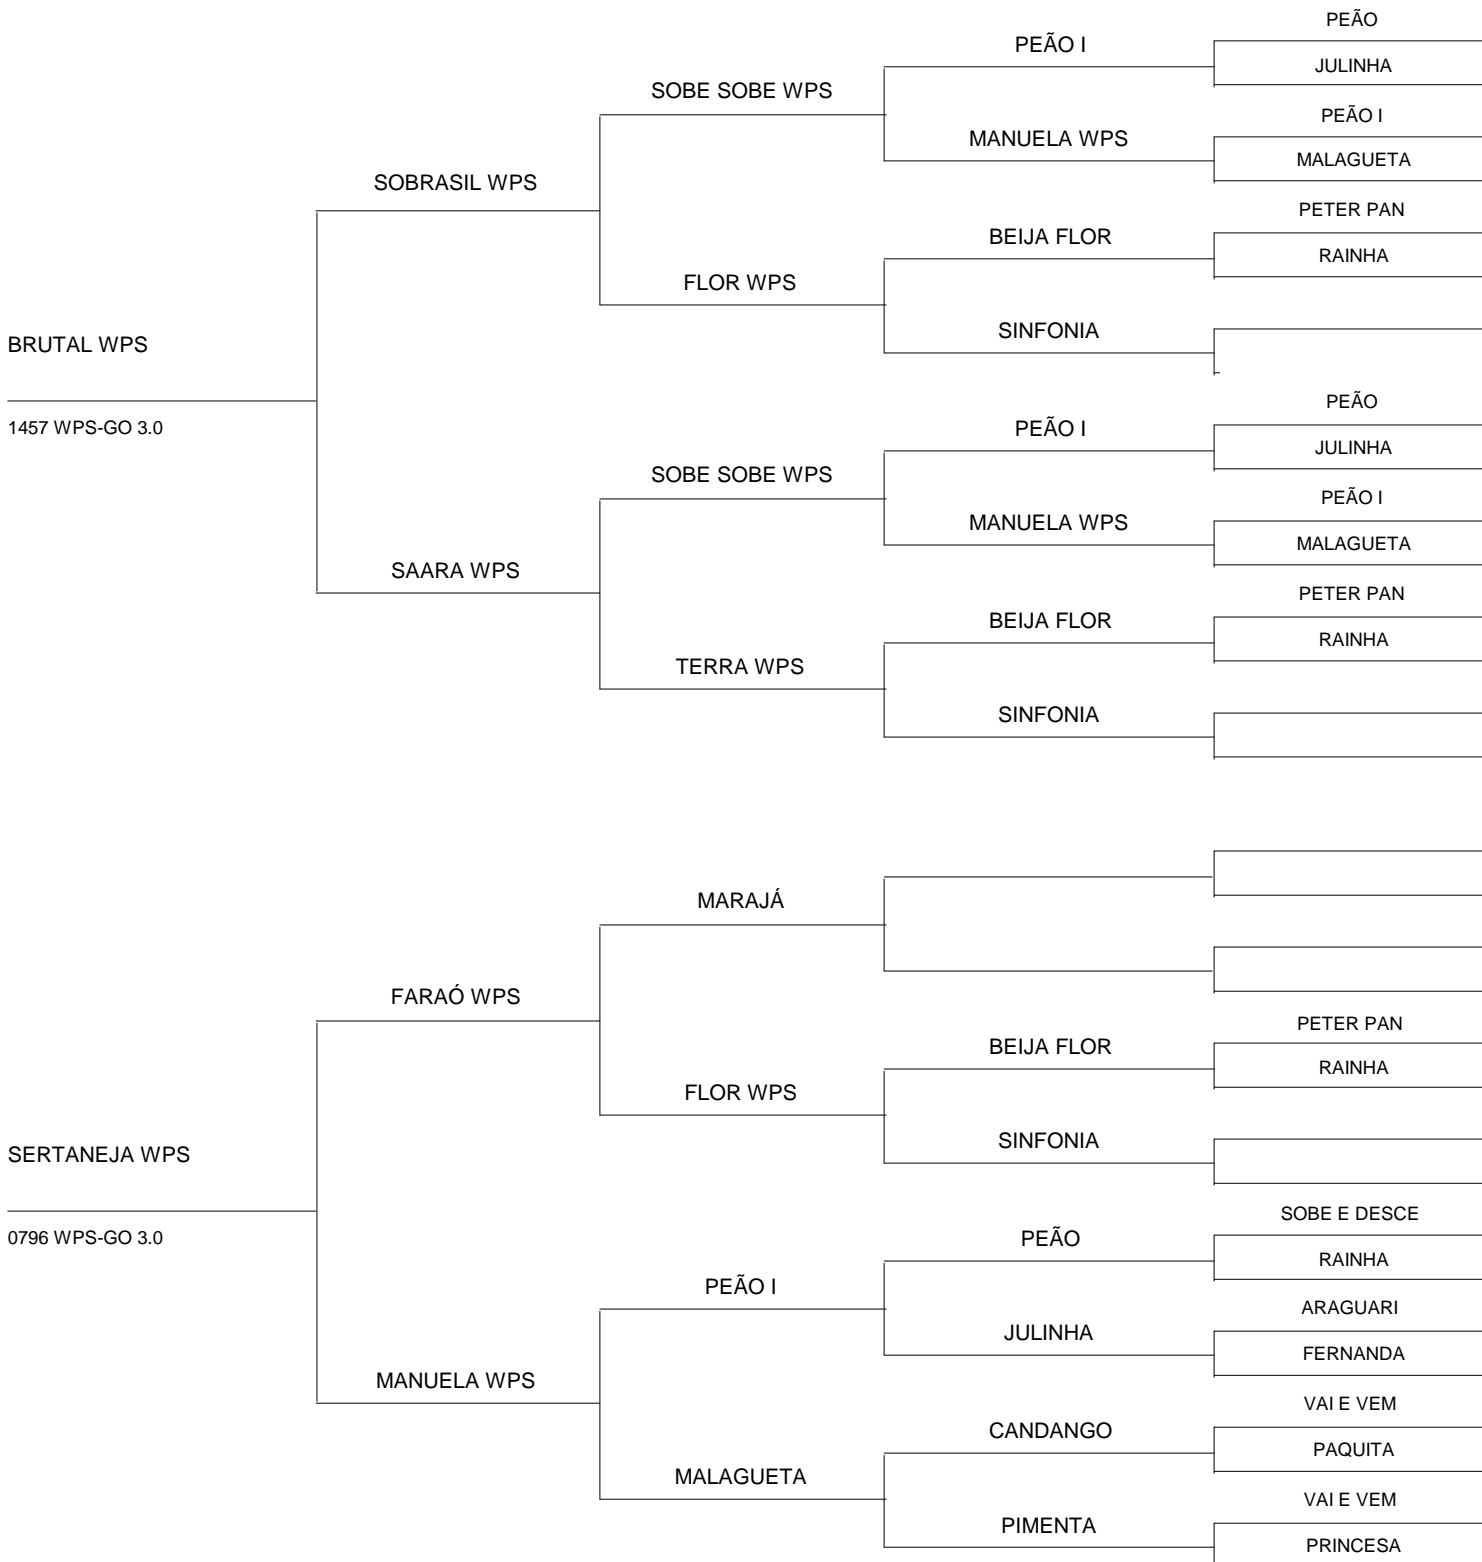 PEÃO
PEÃO I
JULINHA
SOBE SOBE WPS
PEÃO I
MANUELA WPS
MALAGUETA
SOBRASIL WPS
PETER PAN
BEIJA FLOR
RAINHA
FLOR WPS
SINFONIA
BRUTAL WPS
PEÃO
1457 WPS-GO 3.0
PEÃO I
JULINHA
SOBE SOBE WPS
PEÃO I
MANUELA WPS
MALAGUETA
SAARA WPS
PETER PAN
BEIJA FLOR
RAINHA
TERRA WPS
SINFONIA
MARAJÁ
FARAÓ WPS
PETER PAN
BEIJA FLOR
RAINHA
FLOR WPS
SINFONIA
SERTANEJA WPS
SOBE E DESCE
0796 WPS-GO 3.0
PEÃO
RAINHA
PEÃO I
ARAGUARI
JULINHA
FERNANDA
MANUELA WPS
VAI E VEM
CANDANGO
PAQUITA
MALAGUETA
VAI E VEM
PIMENTA
PRINCESA